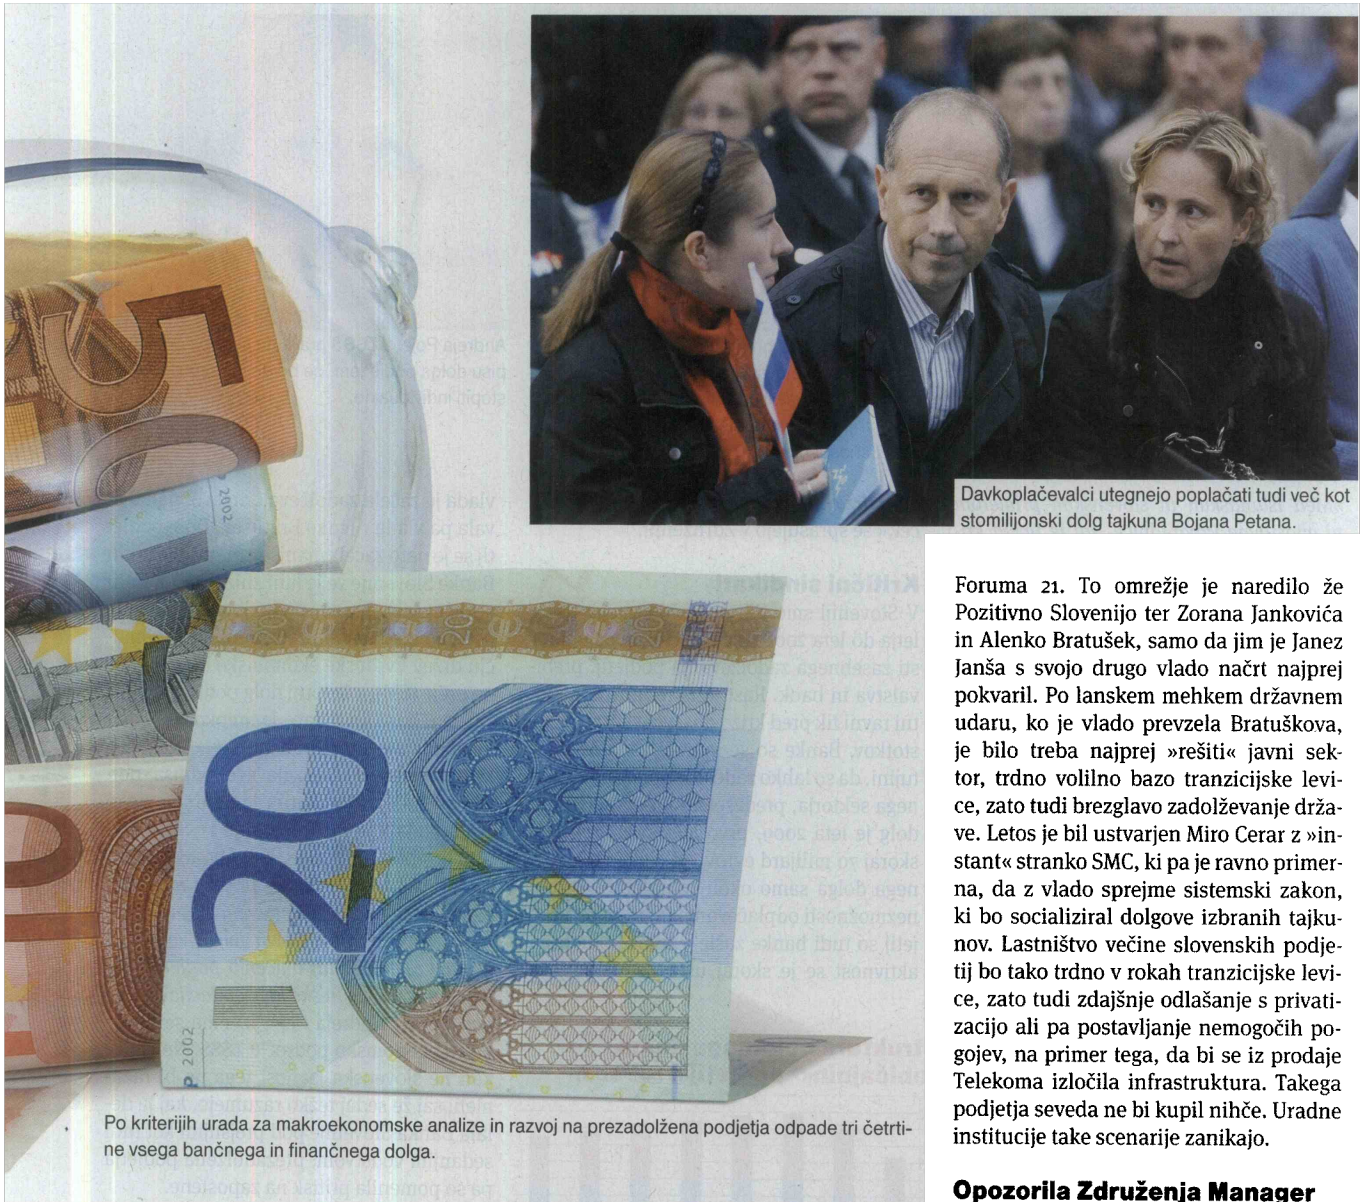 Davkoplačevalci utegnejo poplačati tudi več kot
stomilijonski dolg tajkuna Bojana Petana.
Foruma 21. To omrežje je naredilo že
Pozitivno Slovenijo ter Zorana Jankovića
in Alenko Bratušek, samo da jim je Janez
Janša s svojo drugo vlado načrt najprej
pokvaril. Po lanskem mehkem državnem
udaru, ko je vlado prevzela Bratuškova,
je bilo treba najprej »rešiti« javni sek-
tor, trdno volilno bazo tranzicijske levi-
ce, zato tudi brezglavo zadolževanje drža-
ve. Letos je bil ustvarjen Miro Cerar z »in-
stant« stranko SMC, ki pa je ravno primer-
na, da z vlado sprejme sistemski zakon,
ki bo socializiral dolgove izbranih tajku-
nov. Lastništvo večine slovenskih podje-
tij bo tako trdno v rokah tranzicijske levi-
ce, zato tudi zdajšnje odlašanje s privati-
zacijo ali pa postavljanje nemogočih po-
gojev, na primer tega, da bi se iz prodaje
Telekoma izločila infrastruktura. Takega
podjetja seveda ne bi kupil nihče. Uradne
institucije take scenarije zanikajo.
Opozorila Združenja Manager
50
2002
10
20
2002
Po kriterijih urada za makroekonomske analize in razvoj na prezadolžena podjetja odpade tri četrti-
ne vsega bančnega in finančnega dolga.